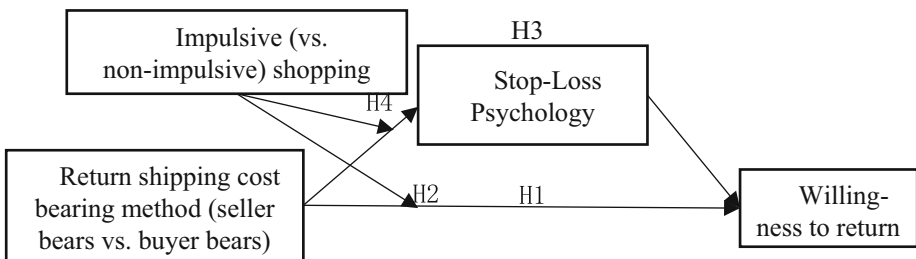 Impulsive (vs.
non-impulsive) shopping
H3
Stop-Loss
Psychology
H4
Return shipping cost
bearing method (seller
bears vs. buyer bears)
H2
H1
Willing-
ness to return